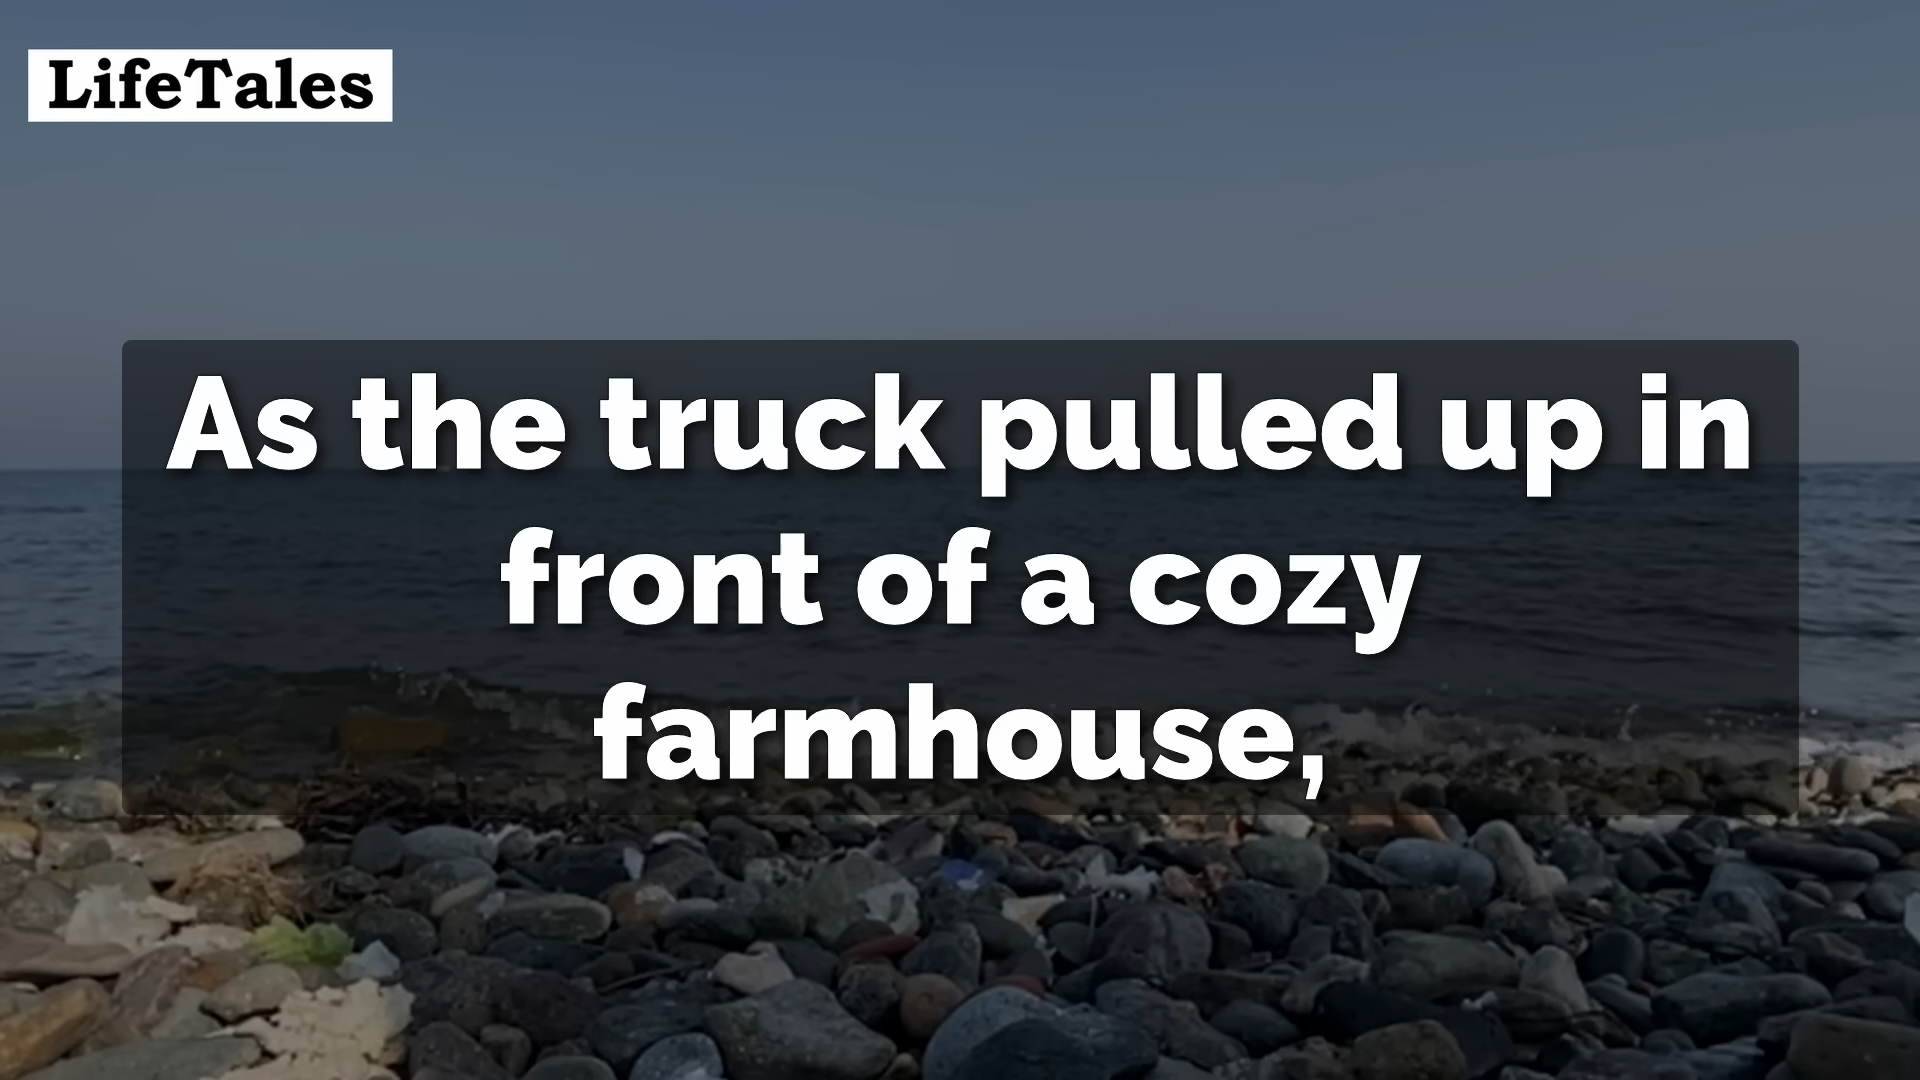 LifeTales
As the truck pulled up in
front of a cozy
farmhouse,